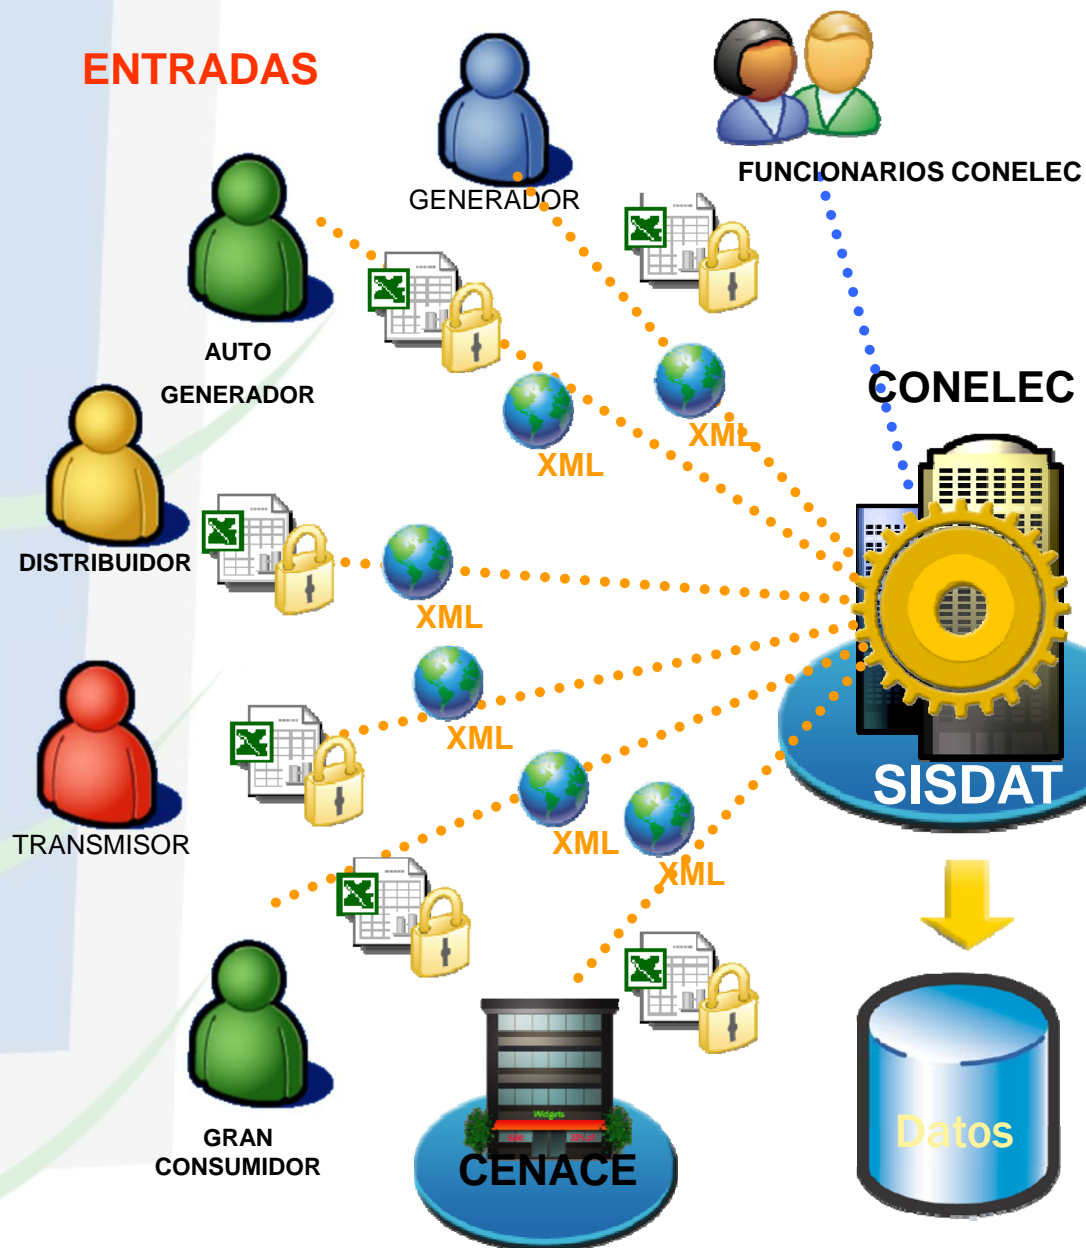 ENTRADAS
GENERADOR
FUNCIONARIOS CONELEC
AUTO
GENERADOR
CONELEC
XML
XML
DISTRIBUIDOR
XML
XML
SISDAT
TRANSMISOR
XML
XML
Widgets
Datos
GRAN
CONSUMIDOR
CENACE